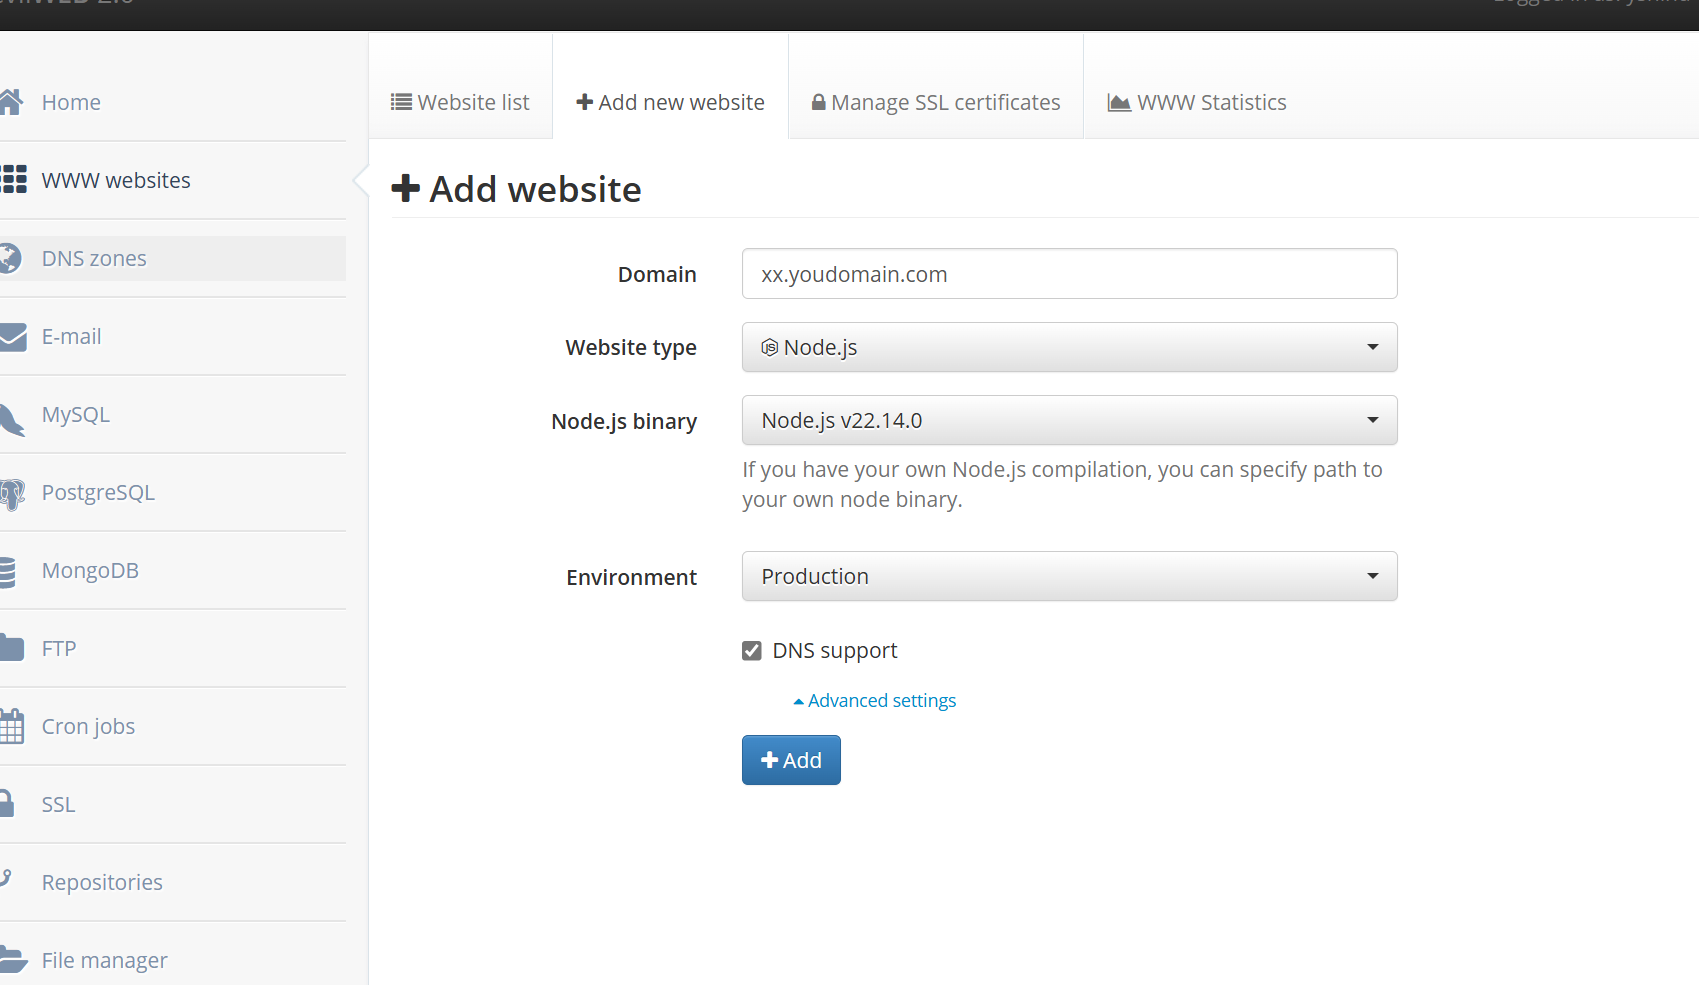 Home
WWW websites
DNS zones
E-mail
MySQL
PostgreSQL
MongoDB
FTP
Cron jobs
SSL
Repositories
File manager
Website list
Add new website
Manage SSL certificates
WWW Statistics
Add website
Domain
xx.youdomain.com
Website type
Node.js
Node.js binary
Node.js v22.14.0
If you have your own Node.js compilation, you can specify path to
your own node binary.
Environment
Production
DNS support
Advanced settings
Add